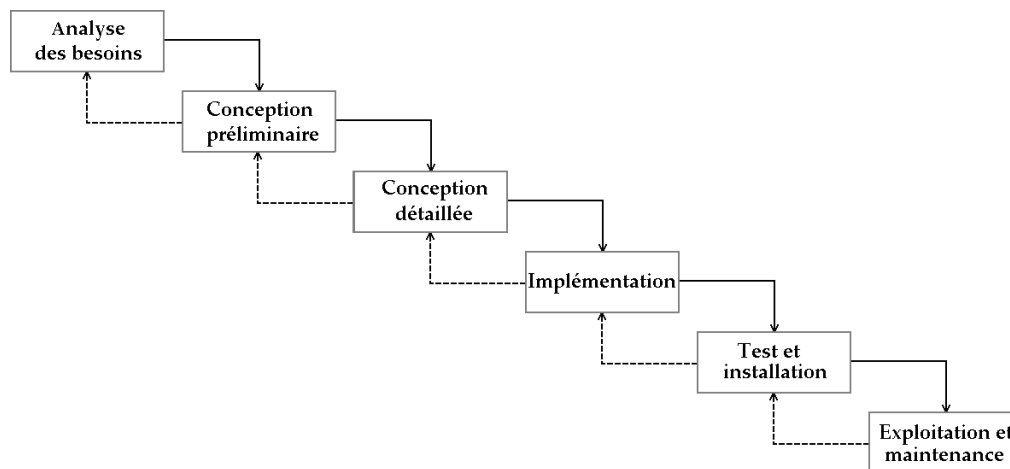 Analyse
des besoins
Conception
préliminaire
Conception
détaillée
Implémentation
Test et
installation
Exploitation et
maintenance